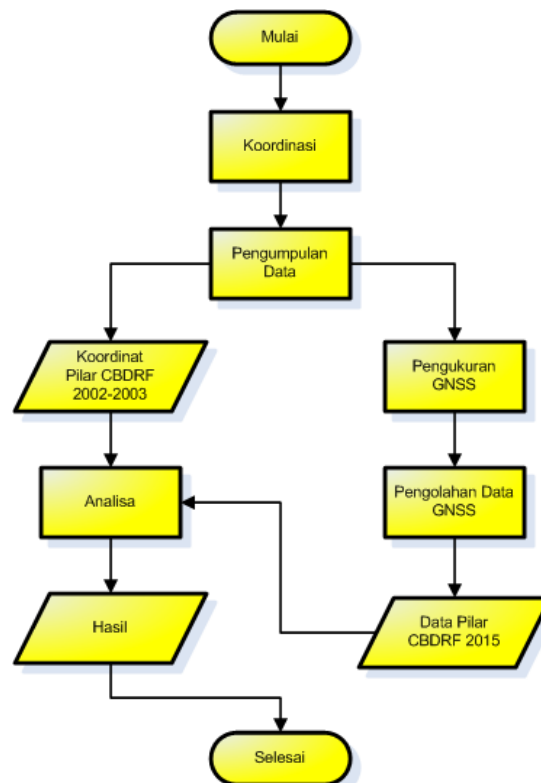 Mulai
Koordinasi
Pengumpulan
Data
Koordinat
Pilar CBDRF
2002-2003
Pengukuran
GNSS
Analisa
Pengolahan Data
GNSS
Hasil
Data Pilar
CBDRF 2015
Selesai